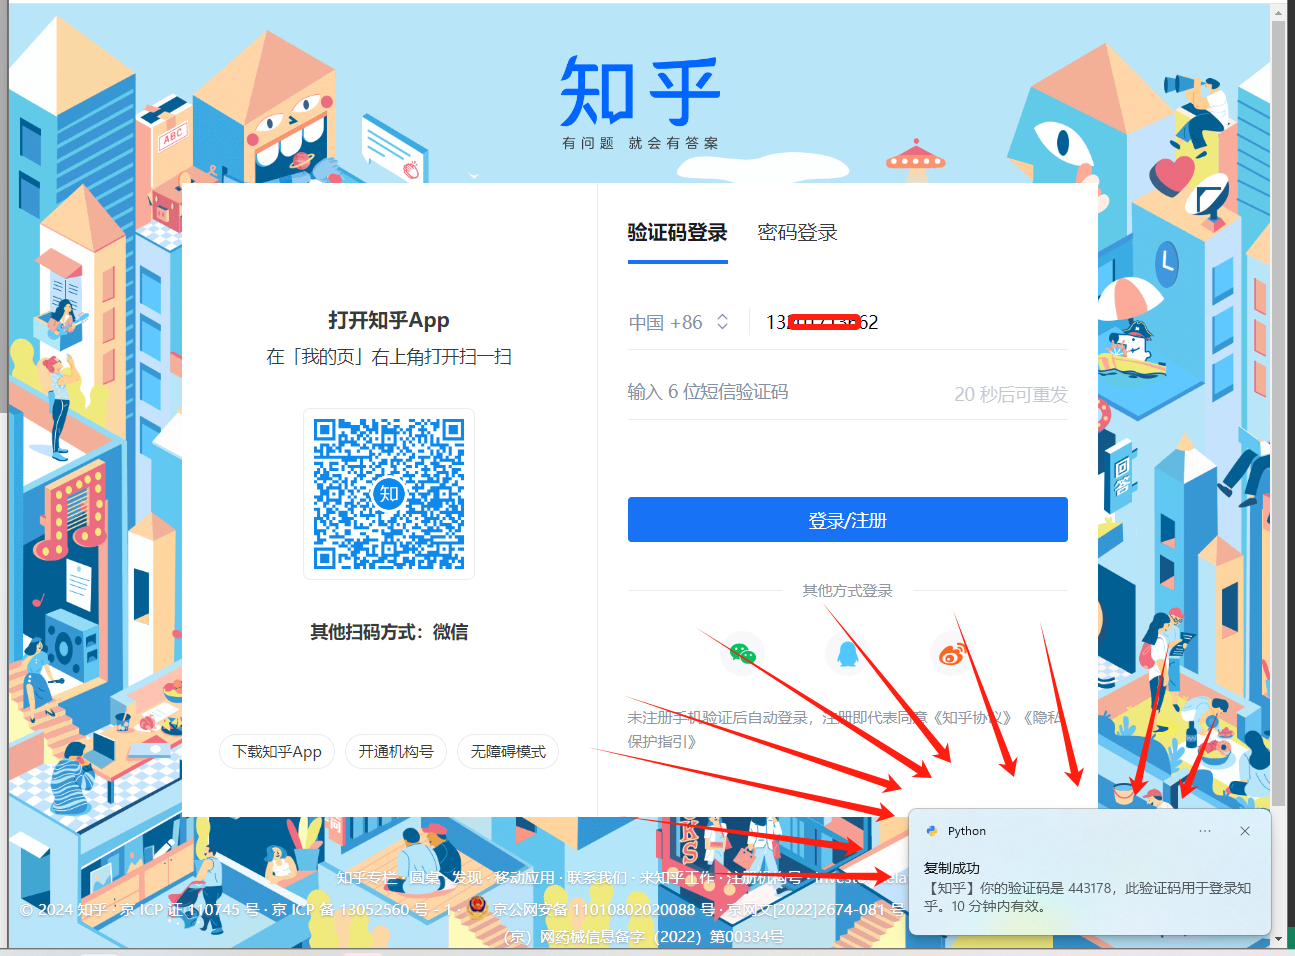 知乎
有问题 就会有答案
ABC
验证码登录 密码登录
打开知乎App
在「我的页」右上角打开扫一扫
中国 +86
62
输入 6 位短信验证码
20 秒后可重发
回答
知
登录/注册
其他方式登录
其他扫码方式：微信
未注册手机验证后自动登录，注册即代表同意《知乎协议》《隐私
保护指引》
下载知乎App 开通机构号 无障碍模式
Python
复制成功
【知乎】你的验证码是 443178，此验证码用于登录知
乎。10 分钟内有效。
知乎专栏 · 圆桌 · 发现 · 移动应用 · 联系我们 · 来知乎工作 · 注册机构号 ·
© 2024 知乎 · 京 ICP 证 110745 号 · 京 ICP 备 13052560 号 - 1 · 京公网安备 11010802020088 号 · 京网文[2022]2674-081 号
（京）网药械信息备字（2022）第00334号